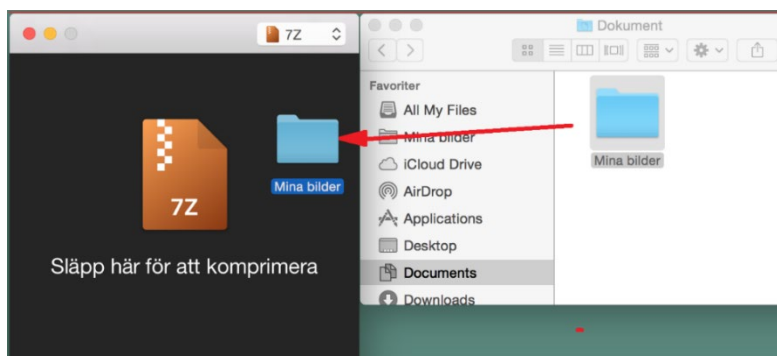 7Z
7Z
Mina bilder
Släpp här för att komprimera
Dokument
Favoriter
All My Files
Mina bilder
iCloud Drive
AirDrop
Applications
Desktop
Documents
Downloads
Mina bilder